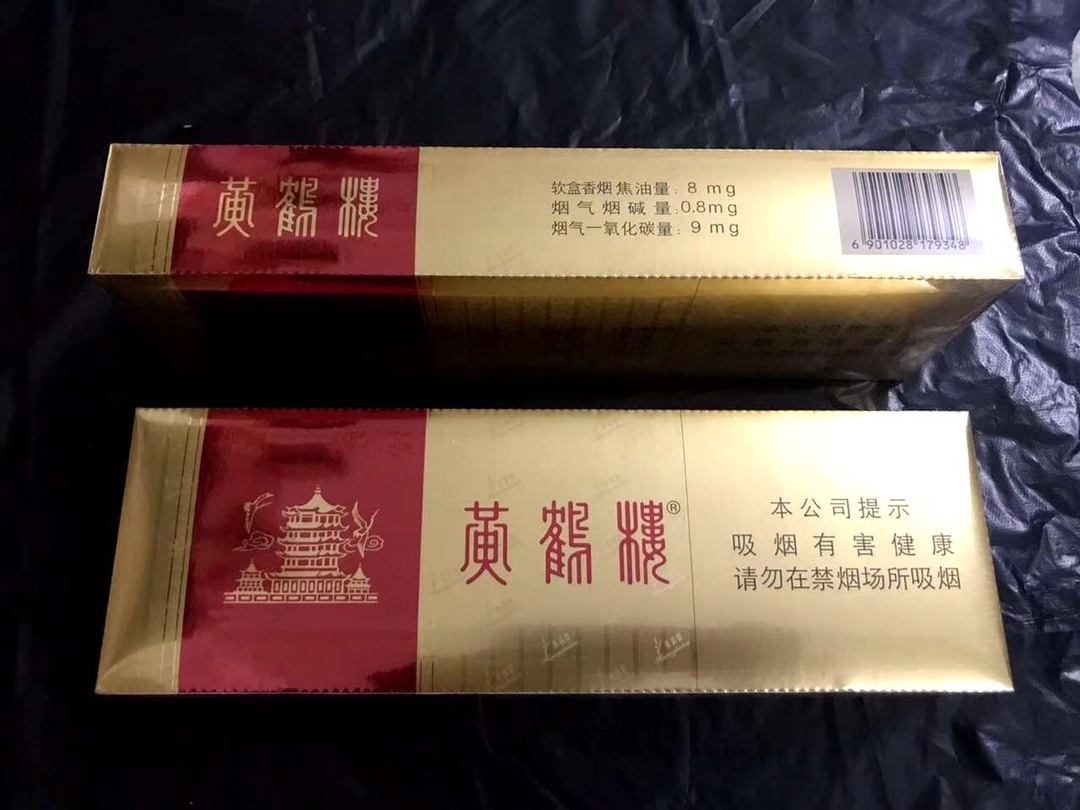 黄鹤楼
软盒香烟 焦油量: 8 mg
烟气烟碱量:0.8mg
烟气一氧化碳量: 9 mg
6 901028 179348
黄鹤楼®
本公司提示
吸烟有害健康
请勿在禁烟场所吸烟